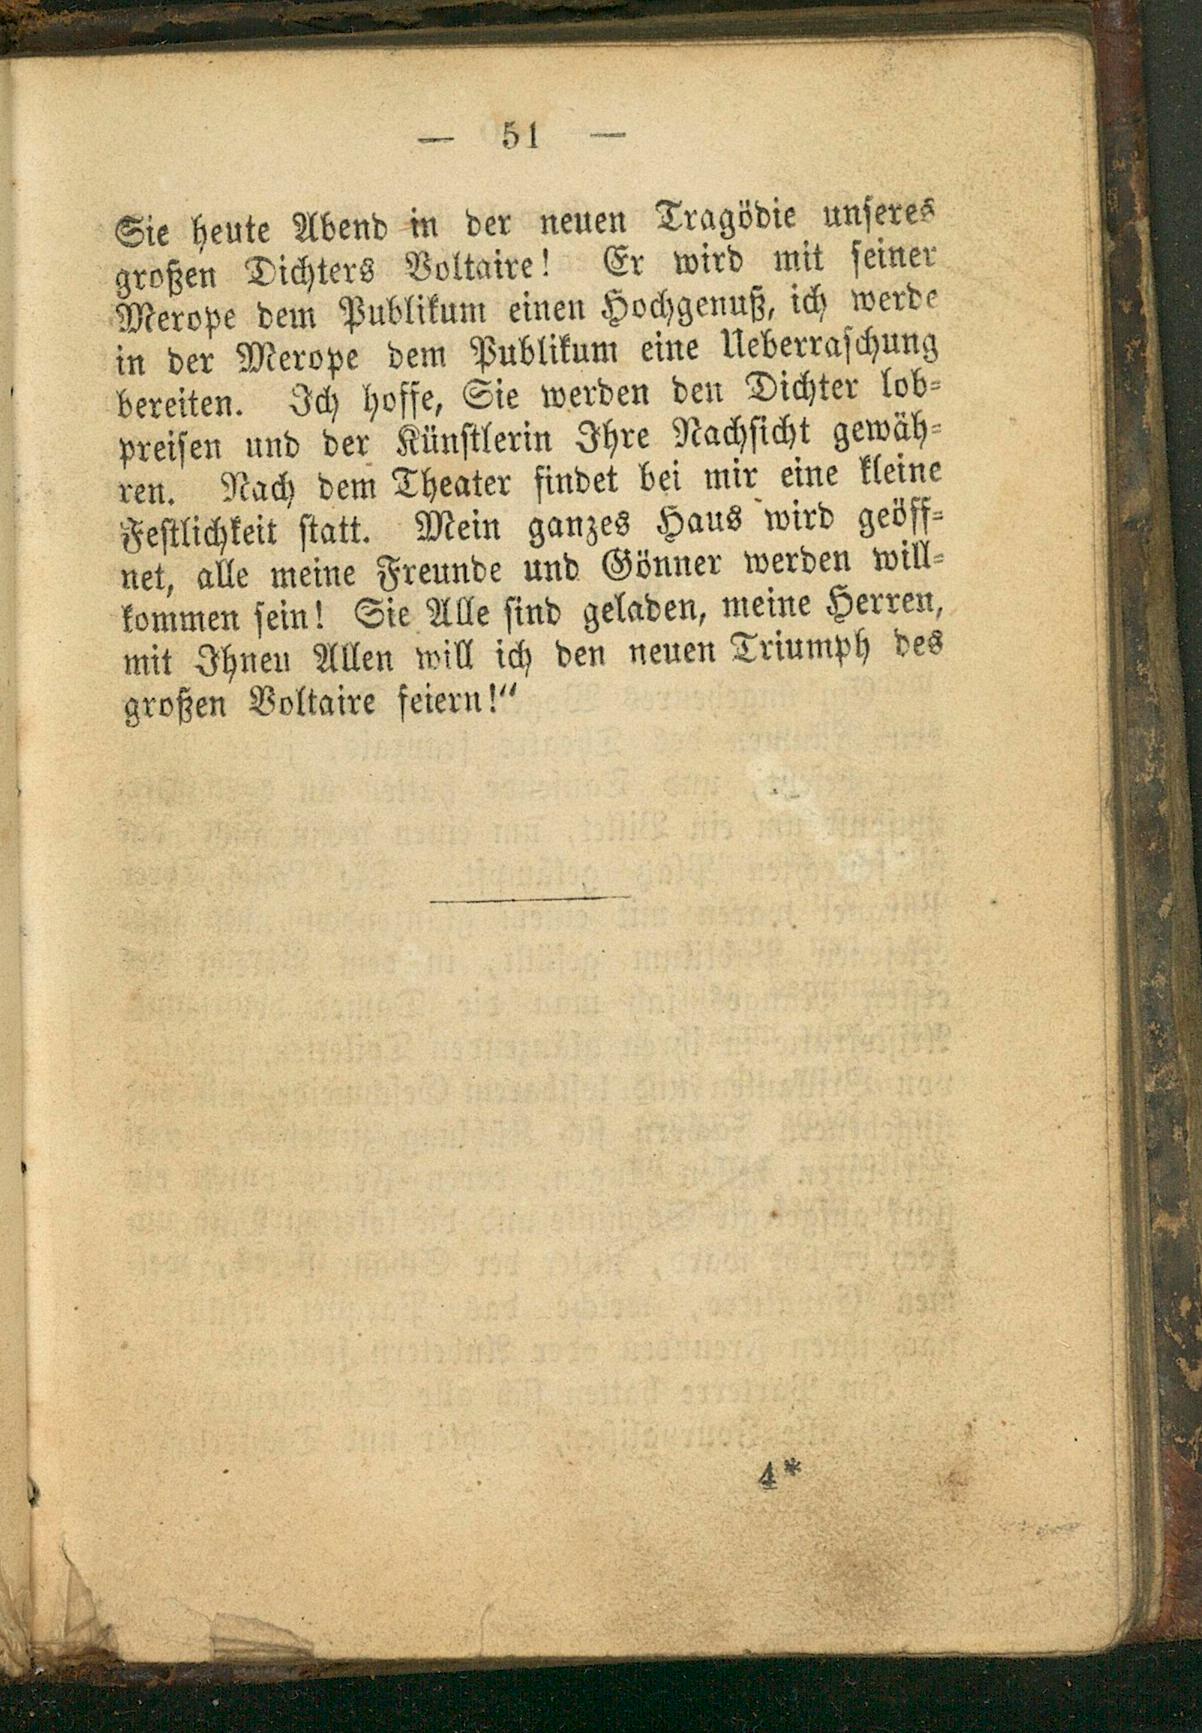 — 51 —
Sie heute Abend in der neuen Tragödie unseres
großen Dichters Voltaire! Er wird mit seiner
Merope dem Publikum einen Hochgenuß, ich werde
in der Merope dem Publikum eine Ueberraschung
bereiten. Ich hoffe, Sie werden den Dichter lob-
preisen und der Künstlerin Ihre Nachsicht gewäh-
ren. Nach dem Theater findet bei mir eine kleine
Festlichkeit statt. Mein ganzes Haus wird geöff-
net, alle meine Freunde und Gönner werden will-
kommen sein! Sie Alle sind geladen, meine Herren,
mit Ihnen Allen will ich den neuen Triumph des
großen Voltaire feiern!“
4*